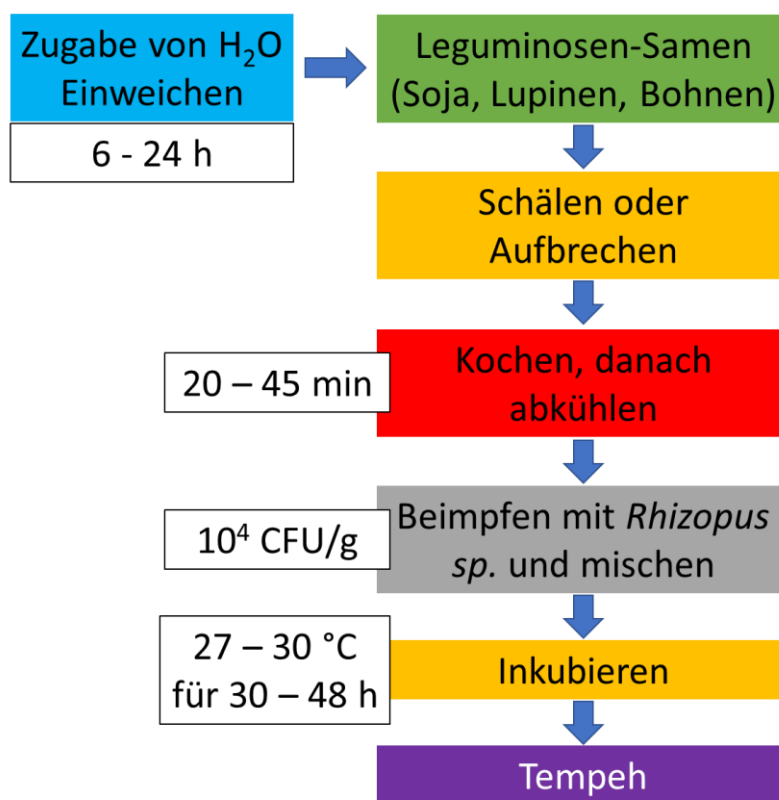 Zugabe von H₂O
Einweichen
6 - 24 h
Leguminosen-Samen
(Soja, Lupinen, Bohnen)
Schälen oder
Aufbrechen
20 – 45 min
Kochen, danach
abkühlen
10⁴ CFU/g
Beimpfen mit Rhizopus
sp. und mischen
27 – 30 °C
für 30 – 48 h
Inkubieren
Tempeh